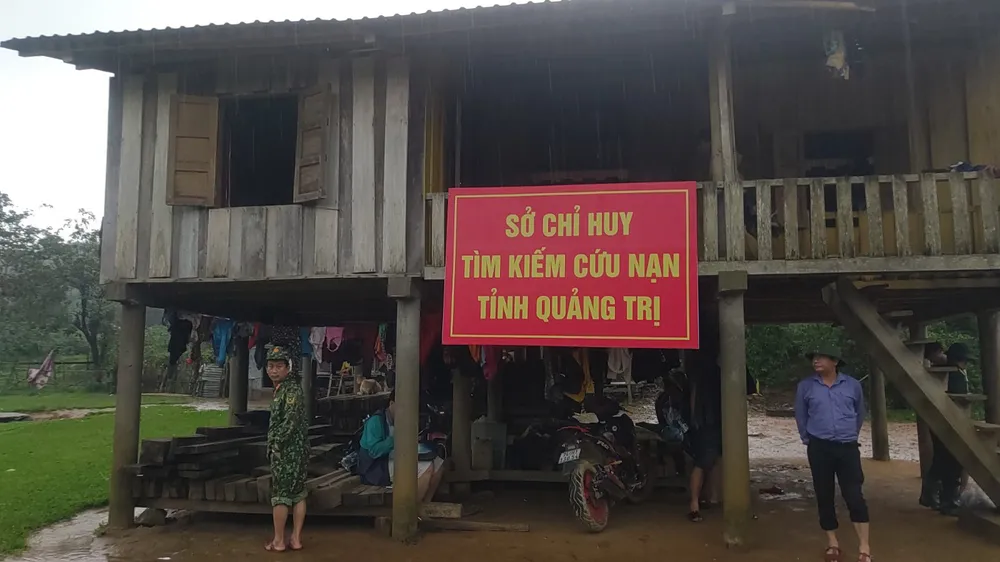 SỞ CHỈ HUY
TÌM KIẾM CỨU NẠN
TỈNH QUẢNG TRỊ